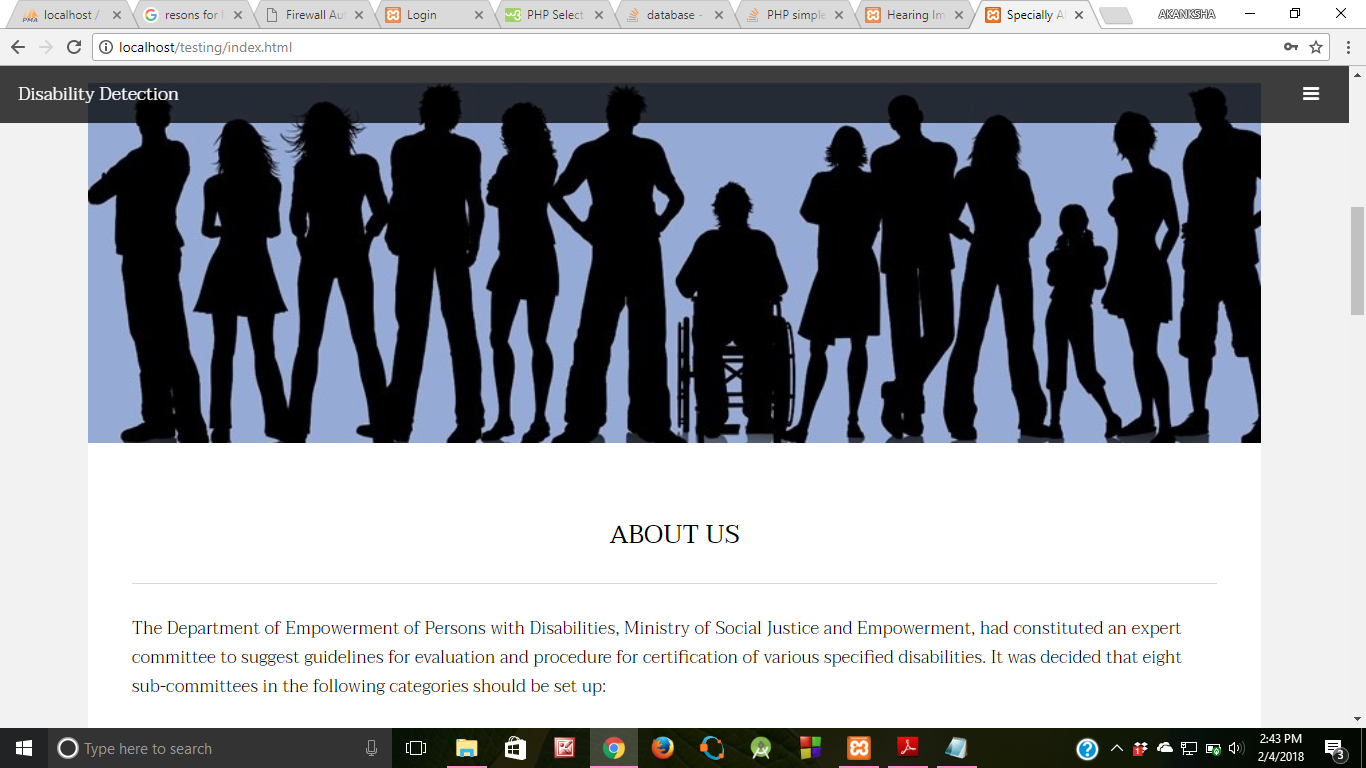 localhost /
resons for
Firewall Au
Login
PHP Select
database -
PHP simple
Hearing Im
Specially A
AKANKSHA
localhost/testing/index.html
Disability Detection
ABOUT US
The Department of Empowerment of Persons with Disabilities, Ministry of Social Justice and Empowerment, had constituted an expert
committee to suggest guidelines for evaluation and procedure for certification of various specified disabilities. It was decided that eight
sub-committees in the following categories should be set up:
Type here to search
2:43 PM
2/4/2018
3